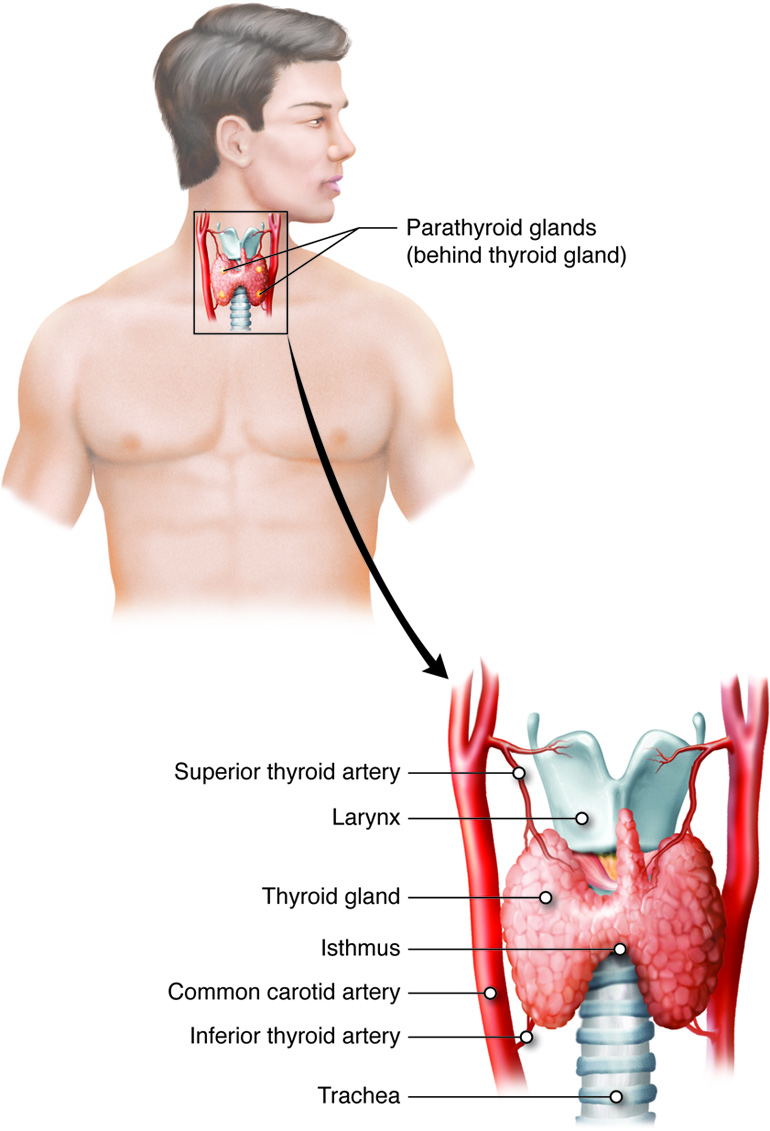 Parathyroid glands
(behind thyroid gland)
Superior thyroid artery
Larynx
Thyroid gland
Isthmus
Common carotid artery
Inferior thyroid artery
Trachea